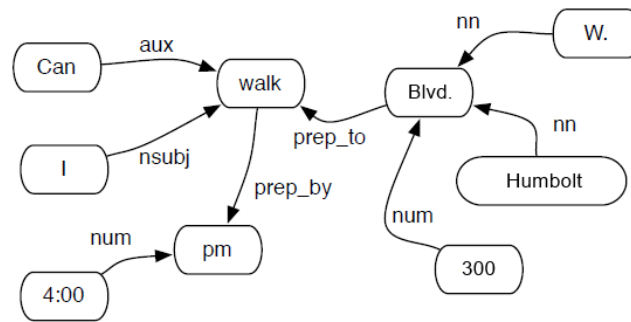 nn
W.
aux
Can
walk
Blvd.
prep_to
nn
I
nsubj
Humbolt
prep_by
num
num
pm
300
4:00